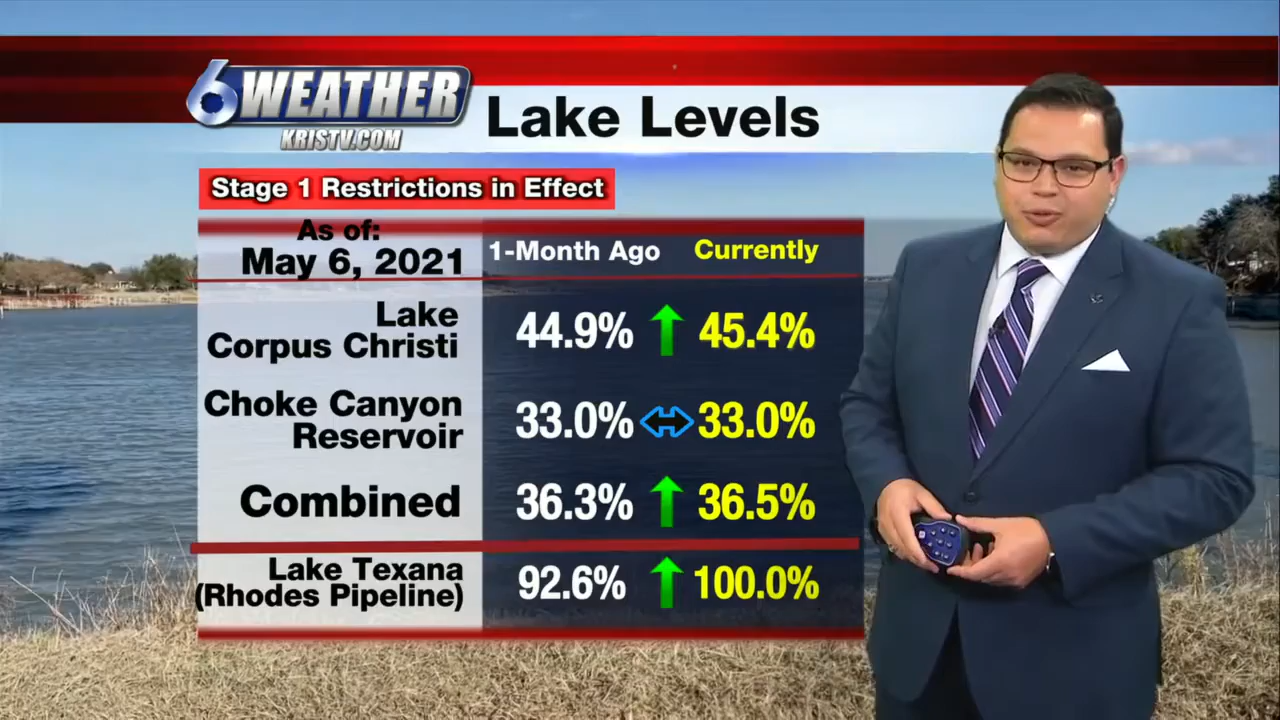 6 WEATHER
KRISTV.COM
Lake Levels
Stage 1 Restrictions in Effect
As of:
May 6, 2021
1-Month Ago
Currently
Lake
Corpus Christi
44.9%
45.4%
Choke Canyon
Reservoir
33.0%
33.0%
Combined
36.3%
36.5%
Lake Texana
(Rhodes Pipeline)
92.6%
100.0%